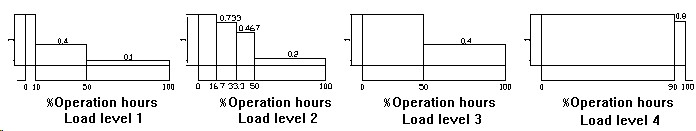 1 0.4 0.1
0 10 50 100
%Operation hours
Load level 1
1 0.733 0.467 0.2
0 16.7 33.3 50 100
%Operation hours
Load level 2
1 0.4
0 50 100
%Operation hours
Load level 3
1 0.8
0 90 100
%Operation hours
Load level 4